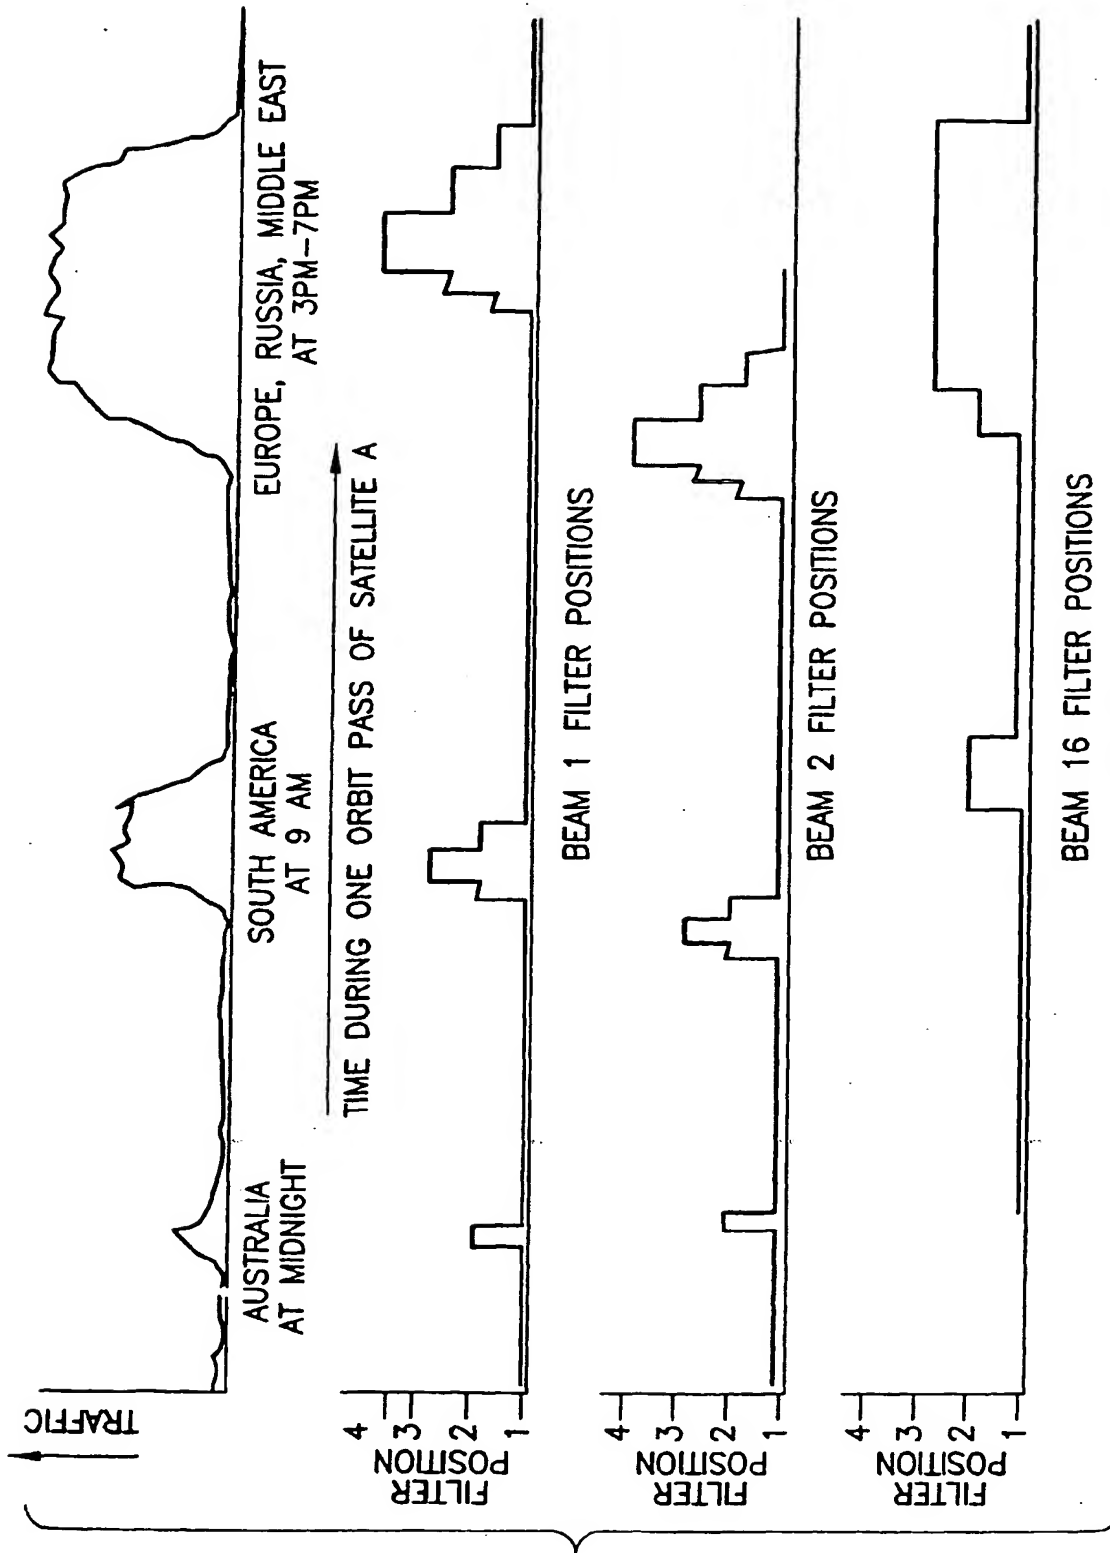 TRAFFIC
AUSTRALIA
AT MIDNIGHT
SOUTH AMERICA
AT 9 AM
EUROPE, RUSSIA, MIDDLE EAST
AT 3PM-7PM
TIME DURING ONE ORBIT PASS OF SATELLITE A
FILTER
POSITION
4
3
2
1
BEAM 1 FILTER POSITIONS
FILTER
POSITION
4
3
2
1
BEAM 2 FILTER POSITIONS
FILTER
POSITION
4
3
2
1
BEAM 16 FILTER POSITIONS